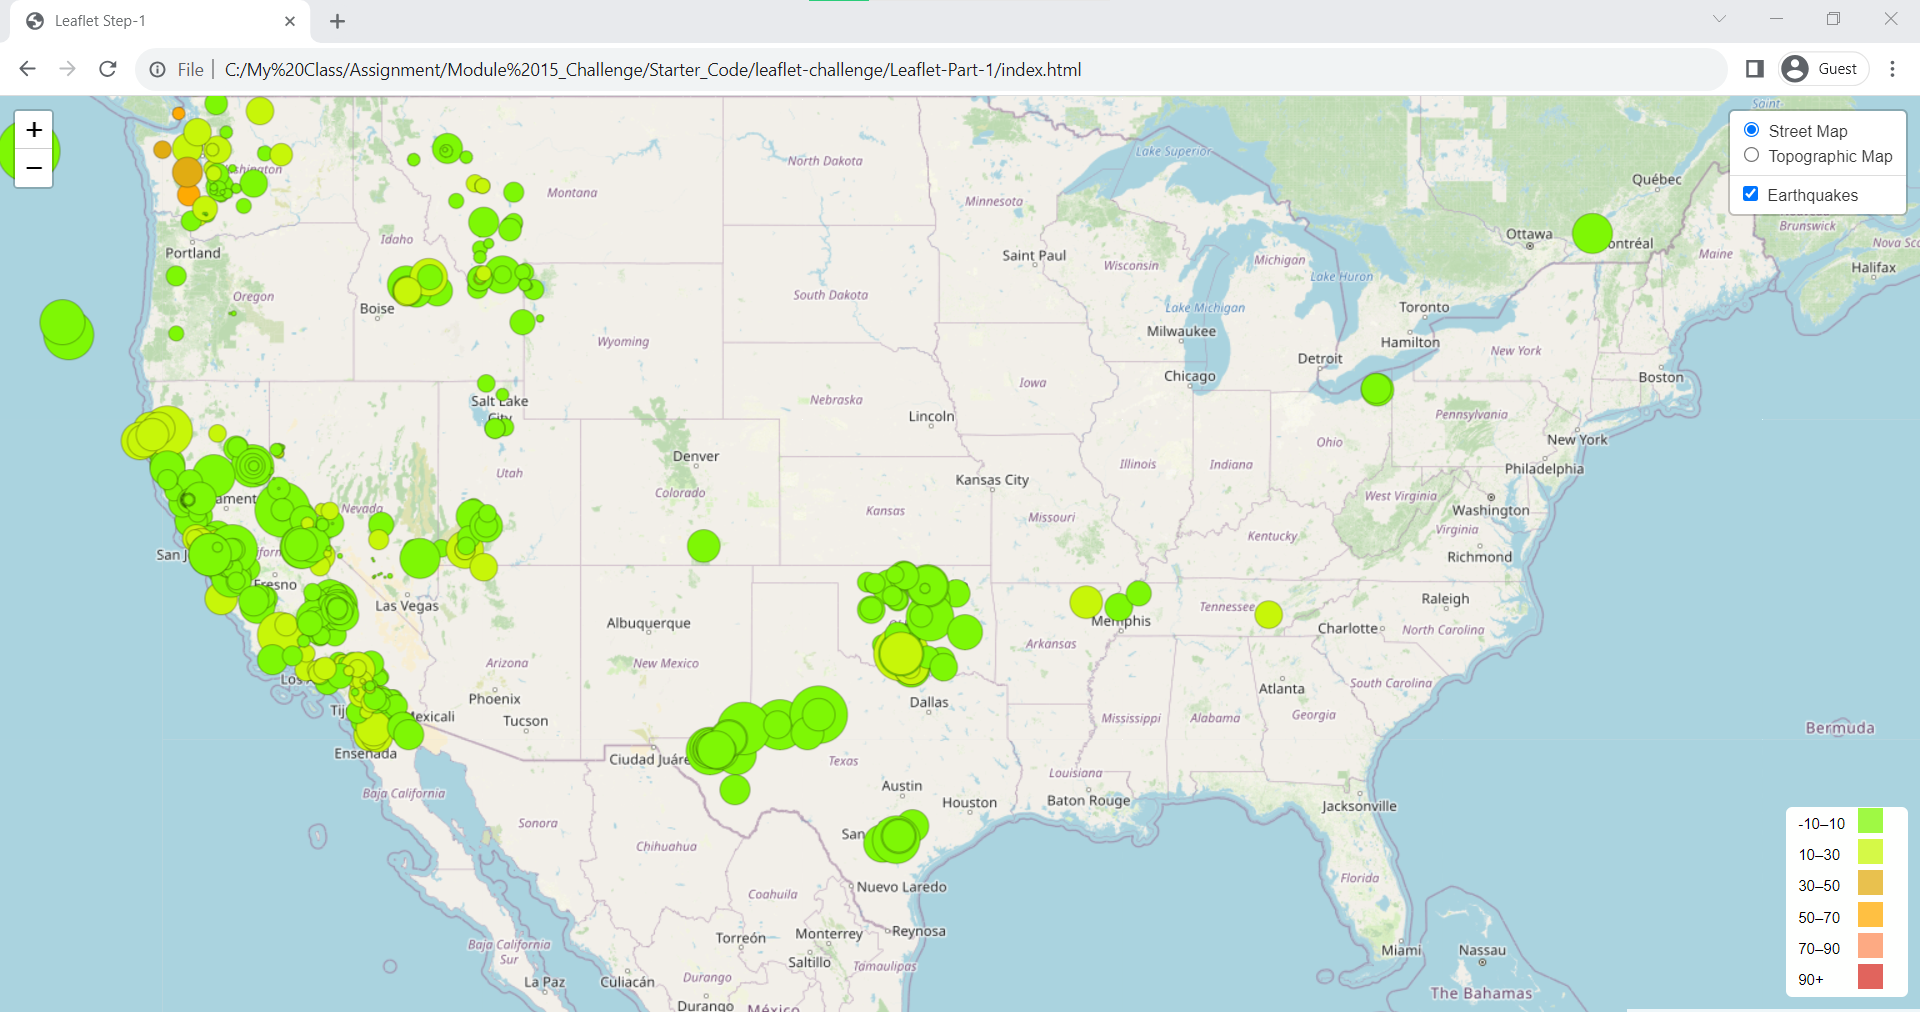 Leaflet Step-1
File
C:/My%20Class/Assignment/Module%2015_Challenge/Starter_Code/leaflet-challenge/Leaflet-Part-1/index.html
Guest
+
−
Street Map
Topographic Map
Earthquakes
Saint
Lake Superior
North Dakota
Montana
Minnesota
Québec
Brunswick
Ottawa
Nova Sco
Idaho
Portland
Saint Paul
Wisconsin
Michigan
Maine
Lake Huron
Halifax
Oregon
Boise
South Dakota
Lake Michigan
Toronto
Milwaukee
Hamilton
Wyoming
New York
Detroit
Chicago
Boston
Iowa
Salt Lake
City
Nebraska
Lincoln
Pennsylvania
Ohio
New York
Denver
Illinois
Indiana
Philadelphia
Utah
Kansas City
Colorado
West Virginia
Nevada
Kansas
Missouri
Washington
Virginia
Kentucky
Richmond
San J
Fresno
Las Vegas
Tennessee
Raleigh
Albuquerque
Memphis
Charlotte
North Carolina
Arkansas
Arizona
New Mexico
South Carolina
Atlanta
Phoenix
Dallas
Mexicali
Tucson
Mississippi
Alabama
Georgia
Bermuda
Ensenada
Ciudad Juáre
Texas
Louisiana
Austin
Baja California
Houston
Baton Rouge
Jacksonville
Sonora
San
Chihuahua
Florida
Coahuila
Nuevo Laredo
Torreón
Monterrey
Reynosa
Baja California
Sur
Miami
Nassau
Saltillo
Tamaulipas
La Paz
Culiacán
Durango
The Bahamas
Durango
México
-10–10
10–30
30–50
50–70
70–90
90+